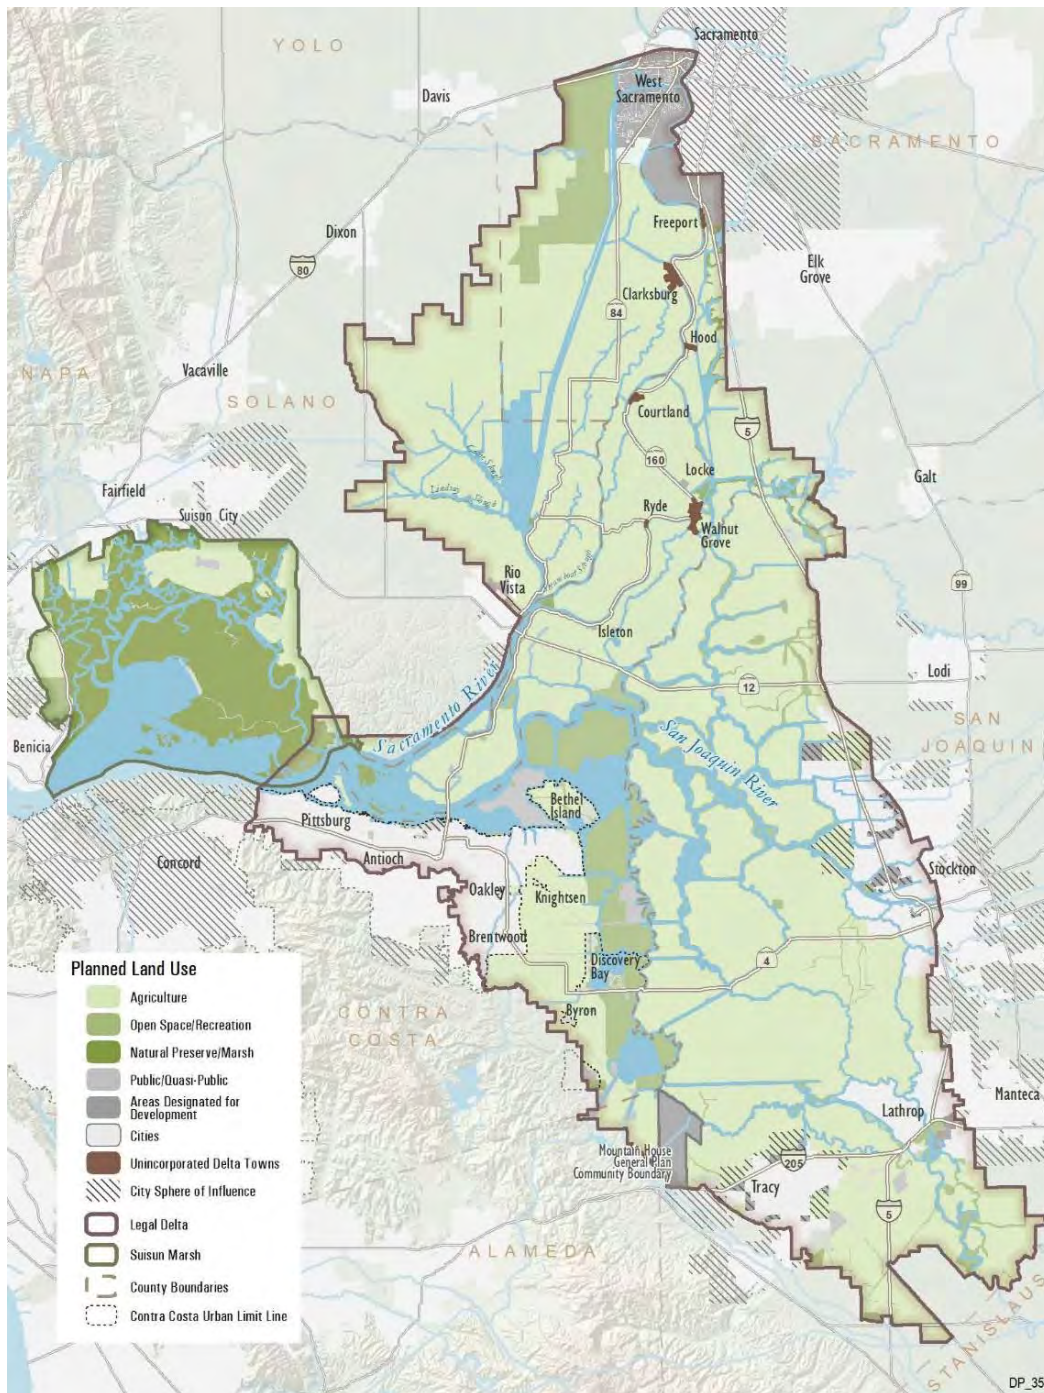 Sacramento
YOLO
West
Sacramento
Davis
SACRAMENTO
Freeport
Dixon
Elk
Grove
80
Clarksburg
84
Hood
Vacaville
NAPA
SOLANO
Courtland
5
160
Locke
Galt
Lindsey Slough
Fairfield
Suisun City
Ryde
Walnut
Grove
99
Rio
Vista
Isleton
Lodi
12
SAN
JOAQUIN
Sacramento River
San Joaquin River
Benicia
Bethel
Island
Pittsburg
Concord
Antioch
Stockton
Oakley
Knightsen
Brentwood
Discovery
Bay
4
Byron
CONTRA
COSTA
Manteca
Lathrop
Mountain House
General Plan
Community Boundary
205
Tracy
5
ALAMEDA
STANISLAUS
Planned Land Use
Agriculture
Open Space/Recreation
Natural Preserve/Marsh
Public/Quasi-Public
Areas Designated for
Development
Cities
Unincorporated Delta Towns
City Sphere of Influence
Legal Delta
Suisun Marsh
County Boundaries
Contra Costa Urban Limit Line
DP_35